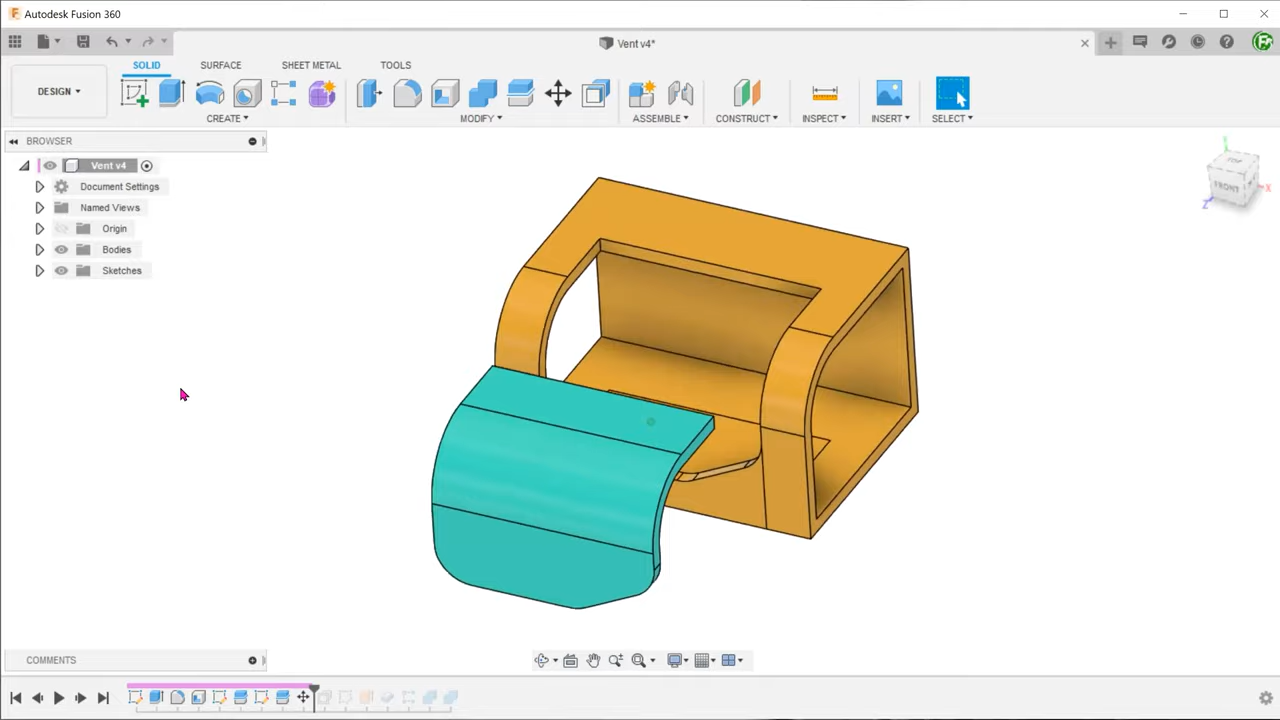 Autodesk Fusion 360
Vent v4*
SOLID SURFACE SHEET METAL TOOLS
DESIGN
CREATE MODIFY ASSEMBLE CONSTRUCT INSPECT INSERT SELECT
BROWSER
Vent v4
Document Settings
Named Views
Origin
Bodies
Sketches
TOP
FRONT
X
Y
Z
COMMENTS